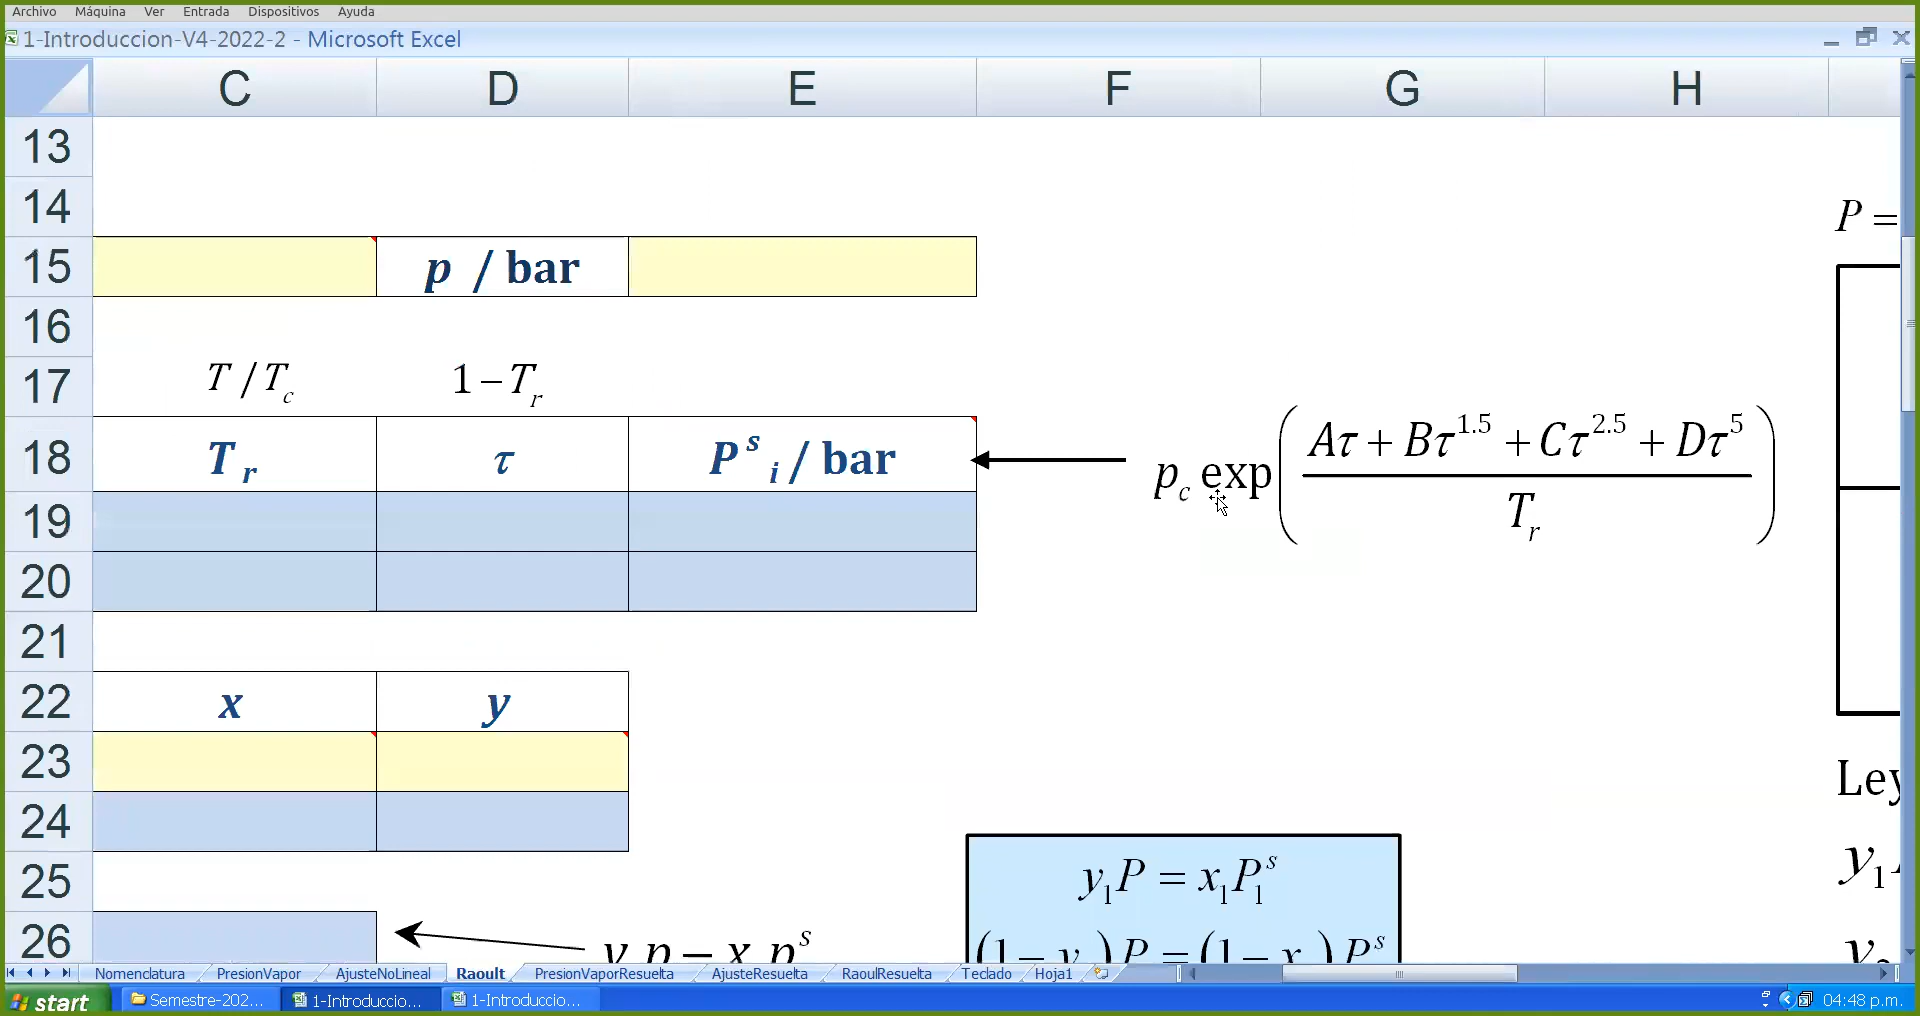 Archivo Máquina Ver Entrada Dispositivos Ayuda
1-Introduccion-V4-2022-2 - Microsoft Excel
C D E F G H
13
14
P =
15 p / bar
16
17 T / T_c 1 − T_r
18 T_r τ P^s_i / bar p_c exp( (Aτ + Bτ^1.5 + Cτ^2.5 + Dτ^5) / T_r )
19
20
21
22 x y
23
Ley
24
25 y_1P = x_1P_1^s y_1
26
Nomenclatura PresionVapor AjusteNoLineal Raoult PresionVaporResuelta AjusteResuelta RaoulResuelta Teclado Hoja1
start Semestre-202... 1-Introduccio... 1-Introduccio... 04:48 p.m.